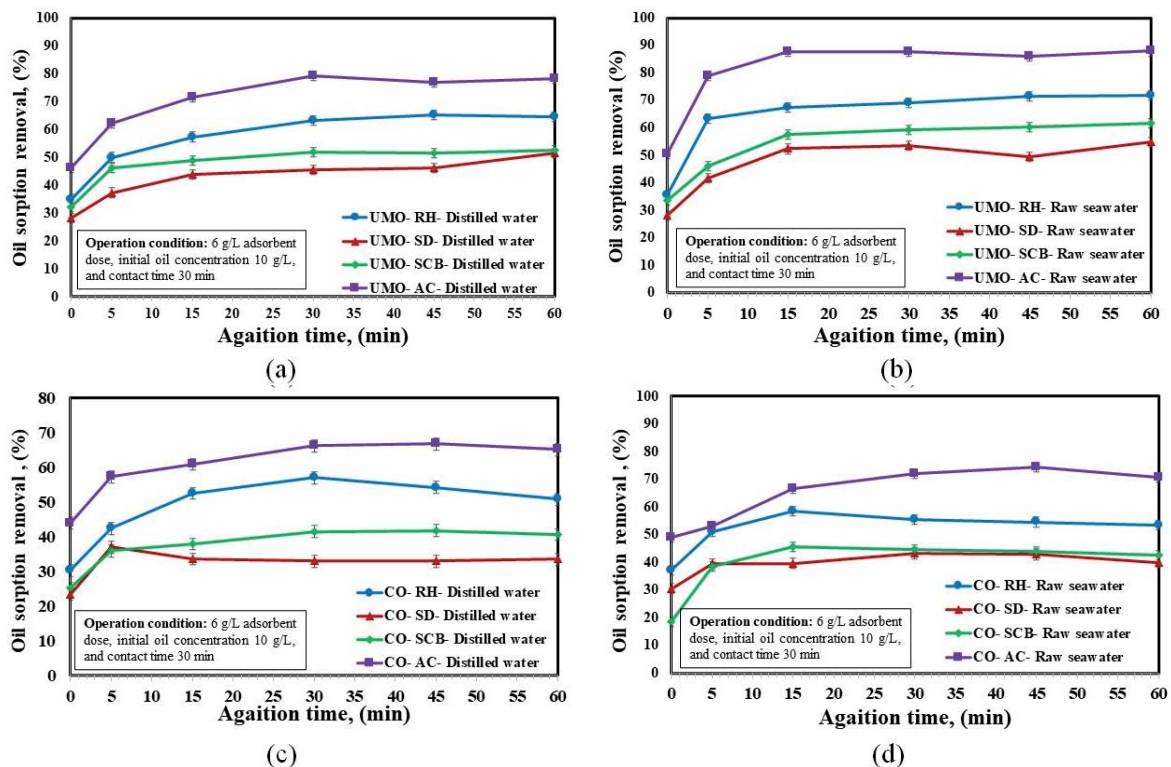 Oil sorption removal, (%)
100
90
80
70
60
50
40
30
20
10
0
UMO- RH- Distilled water
UMO- SD- Distilled water
UMO- SCB- Distilled water
UMO- AC- Distilled water
Operation condition: 6 g/L adsorbent
dose, initial oil concentration 10 g/L,
and contact time 30 min
0 5 10 15 20 25 30 35 40 45 50 55 60
Agaition time, (min)
(a)
Oil sorption removal (%)
100
90
80
70
60
50
40
30
20
10
0
UMO- RH- Raw seawater
UMO- SD- Raw seawater
UMO- SCB- Raw seawater
UMO- AC- Raw seawater
Operation condition: 6 g/L adsorbent
dose, initial oil concentration 10 g/L,
and contact time 30 min
0 5 10 15 20 25 30 35 40 45 50 55 60
Agaition time, (min)
(b)
Oil sorption removal , (%)
80
70
60
50
40
30
20
10
0
CO- RH- Distilled water
CO- SD- Distilled water
CO- SCB- Distilled water
CO- AC- Distilled water
Operation condition: 6 g/L adsorbent
dose, initial oil concentration 10 g/L,
and contact time 30 min
0 5 10 15 20 25 30 35 40 45 50 55 60
Agaition time, (min)
(c)
Oil sorption removal , (%)
100
90
80
70
60
50
40
30
20
10
0
CO- RH- Raw seawater
CO- SD- Raw seawater
CO- SCB- Raw seawater
CO- AC- Raw seawater
Operation condition: 6 g/L adsorbent
dose, initial oil concentration 10 g/L,
and contact time 30 min
0 5 10 15 20 25 30 35 40 45 50 55 60
Agaition time, (min)
(d)